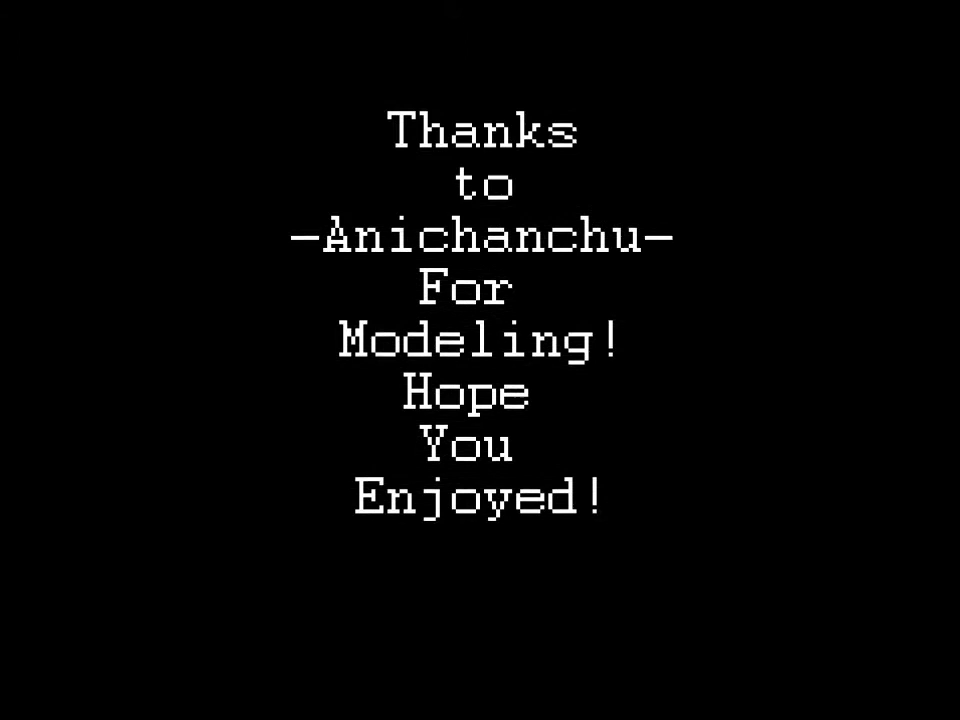 Thanks
to
-Anichanchu-
For
Modeling!
Hope
You
Enjoyed!